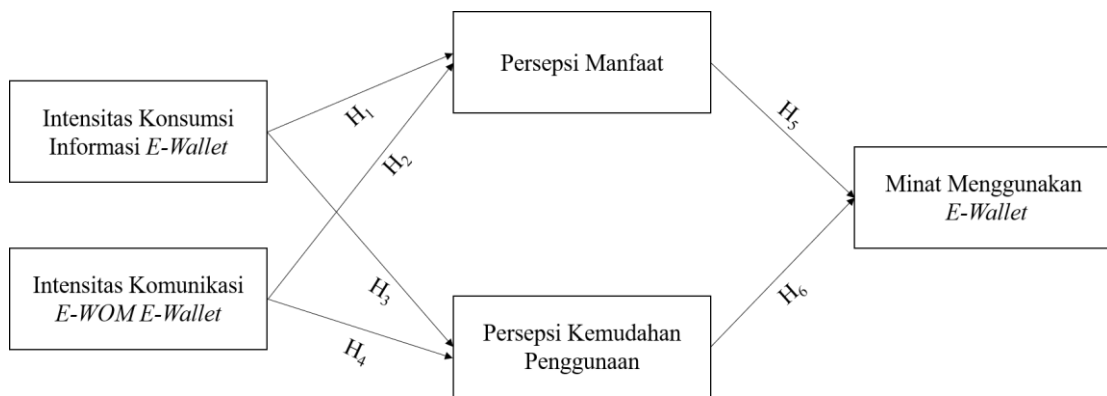 Persepsi Manfaat
Intensitas Konsumsi
Informasi E-Wallet
H₁
H₂
H₅
Minat Menggunakan
E-Wallet
Intensitas Komunikasi
E-WOM E-Wallet
H₃
H₄
Persepsi Kemudahan
Penggunaan
H₆